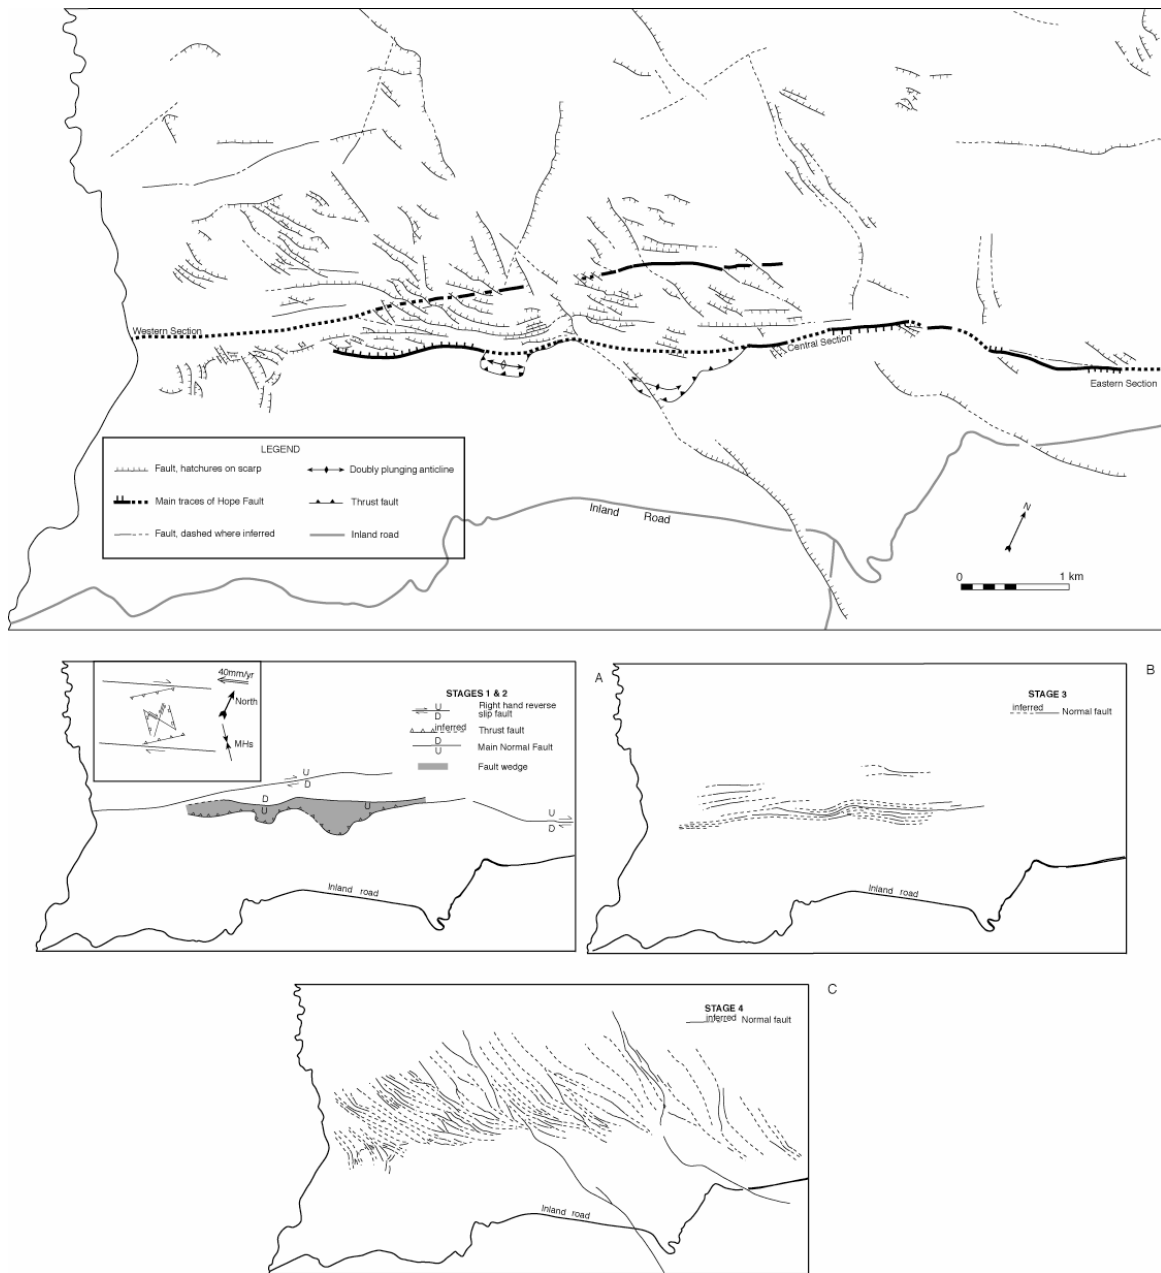 Western Section
Central Section
Eastern Section
LEGEND
Fault, hatchures on scarp
Doubly plunging anticline
Main traces of Hope Fault
Thrust fault
Fault, dashed where inferred
Inland road
Inland Road
N
0 1 km
A
40mm/yr
North
MHs
STAGES 1 & 2
U
D
Right hand reverse
slip fault
inferred
Thrust fault
D
U
Main Normal Fault
Fault wedge
U
D
D
U
U
U
D
Inland road
B
STAGE 3
inferred
Normal fault
Inland road
C
STAGE 4
inferred Normal fault
Inland road